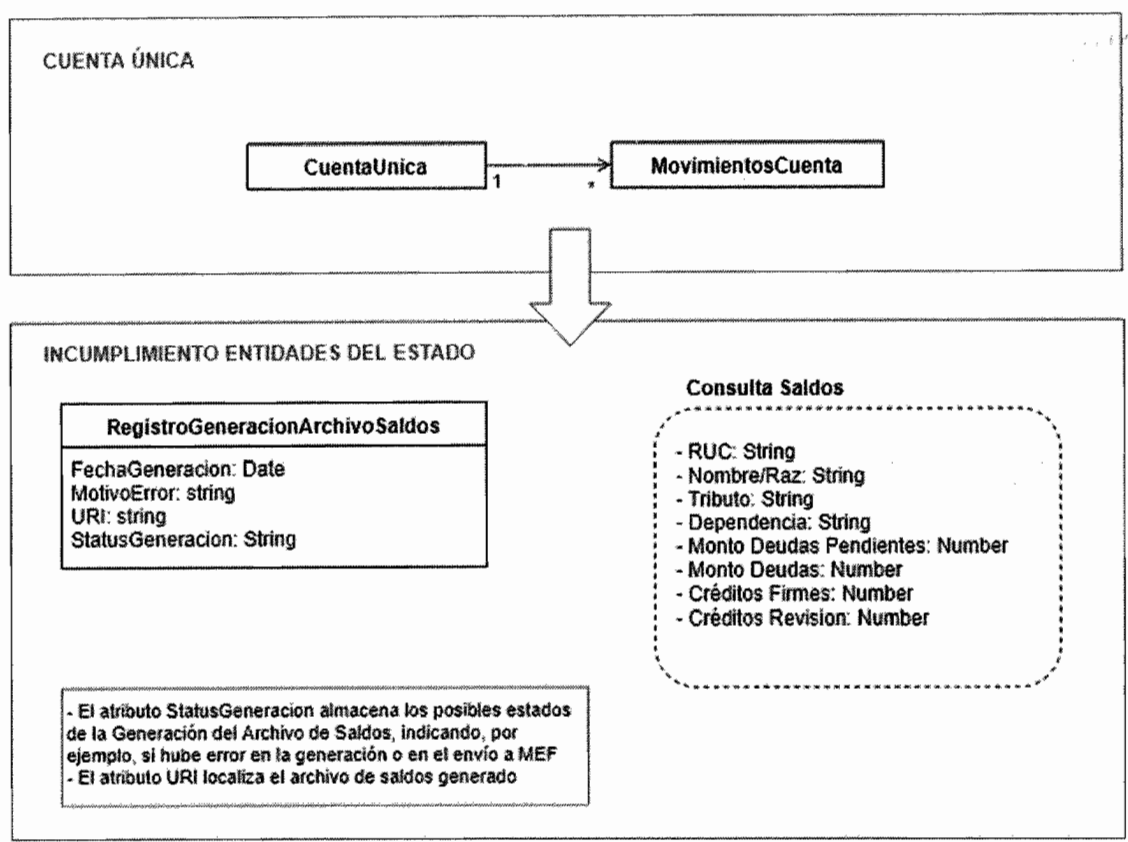 CUENTA ÚNICA
CuentaUnica
MovimientosCuenta
1
*
INCUMPLIMIENTO ENTIDADES DEL ESTADO
RegistroGeneracionArchivoSaldos
FechaGeneracion: Date
MotivoError: string
URI: string
StatusGeneracion: String
Consulta Saldos
- RUC: String
- Nombre/Raz: String
- Tributo: String
- Dependencia: String
- Monto Deudas Pendientes: Number
- Monto Deudas: Number
- Créditos Firmes: Number
- Créditos Revision: Number
- El atributo StatusGeneracion almacena los posibles estados
de la Generación del Archivo de Saldos, indicando, por
ejemplo, si hube error en la generación o en el envío a MEF
- El atributo URI localiza el archivo de saldos generado